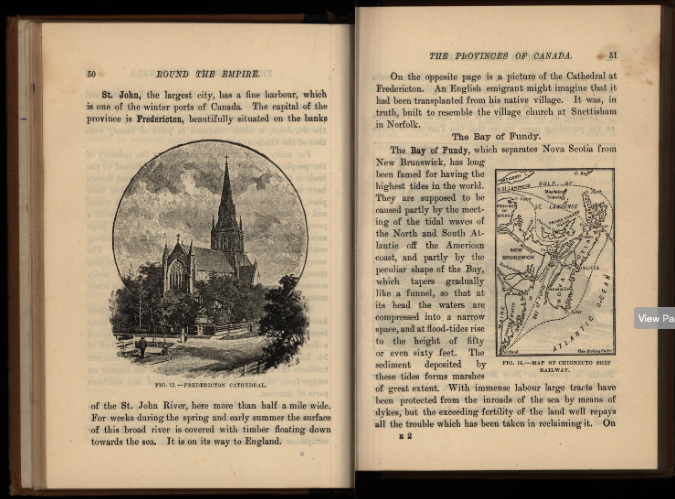 50 ROUND THE EMPIRE.
St. John, the largest city, has a fine harbour, which
is one of the winter ports of Canada. The capital of the
province is Fredericton, beautifully situated on the banks
FIG. 13.—FREDERICTON CATHEDRAL.
of the St. John River, here more than half a mile wide.
For weeks during the spring and early summer the surface
of this broad river is covered with timber floating down
towards the sea. It is on its way to England.
THE PROVINCES OF CANADA. 51
On the opposite page is a picture of the Cathedral at
Fredericton. An English emigrant might imagine that it
had been transplanted from his native village. It was, in
truth, built to resemble the village church at Snettisham
in Norfolk.
The Bay of Fundy.
The Bay of Fundy, which separates Nova Scotia from
New Brunswick, has long
been famed for having the
highest tides in the world.
They are supposed to be
caused partly by the meet-
ing of the tidal waves of
the North and South At-
lantic off the American
coast, and partly by the
peculiar shape of the Bay,
which tapers gradually
like a funnel, so that at
its head the waters are
compressed into a narrow
space, and at flood-tides rise
to the height of fifty
or even sixty feet. The
sediment deposited by
these tides forms marshes
GULF OF
ST. LAWRENCE
NEW
BRUNSWICK
BAY OF FUNDY
ATLANTIC OCEAN
FIG. 14.—MAP OF CHIGNECTO SHIP
RAILWAY.
of great extent. With immense labour large tracts have
been protected from the inroads of the sea by means of
dykes, but the exceeding fertility of the land well repays
all the trouble which has been taken in reclaiming it. On
E 2
View Pa